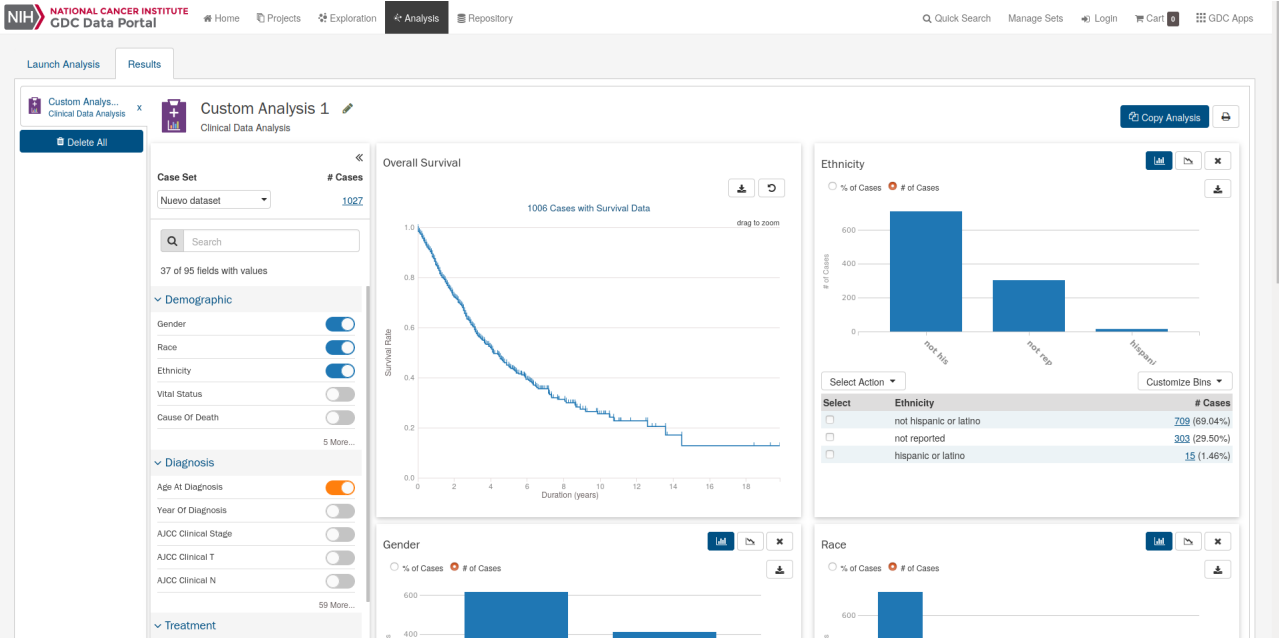 NIH NATIONAL CANCER INSTITUTE
GDC Data Portal
Home Projects Exploration Analysis Repository Quick Search Manage Sets Login Cart 0 GDC Apps
Launch Analysis Results
Custom Analys... x
Clinical Data Analysis
Delete All
Custom Analysis 1
Clinical Data Analysis
Copy Analysis
Case Set # Cases
Nuevo dataset 1027
Search
37 of 95 fields with values
Demographic
Gender
Race
Ethnicity
Vital Status
Cause Of Death
5 More...
Diagnosis
Age At Diagnosis
Year Of Diagnosis
AJCC Clinical Stage
AJCC Clinical T
AJCC Clinical N
59 More...
Treatment
Overall Survival
1006 Cases with Survival Data
drag to zoom
Survival Rate
1.0
0.8
0.6
0.4
0.2
0.0
0 2 4 6 8 10 12 14 16 18
Duration (years)
Ethnicity
% of Cases # of Cases
# of Cases
600
400
200
0
not his not rep hispani
Select Action Customize Bins
Select Ethnicity # Cases
not hispanic or latino 709 (69.04%)
not reported 303 (29.50%)
hispanic or latino 15 (1.46%)
Gender
% of Cases # of Cases
600
400
Race
% of Cases # of Cases
600